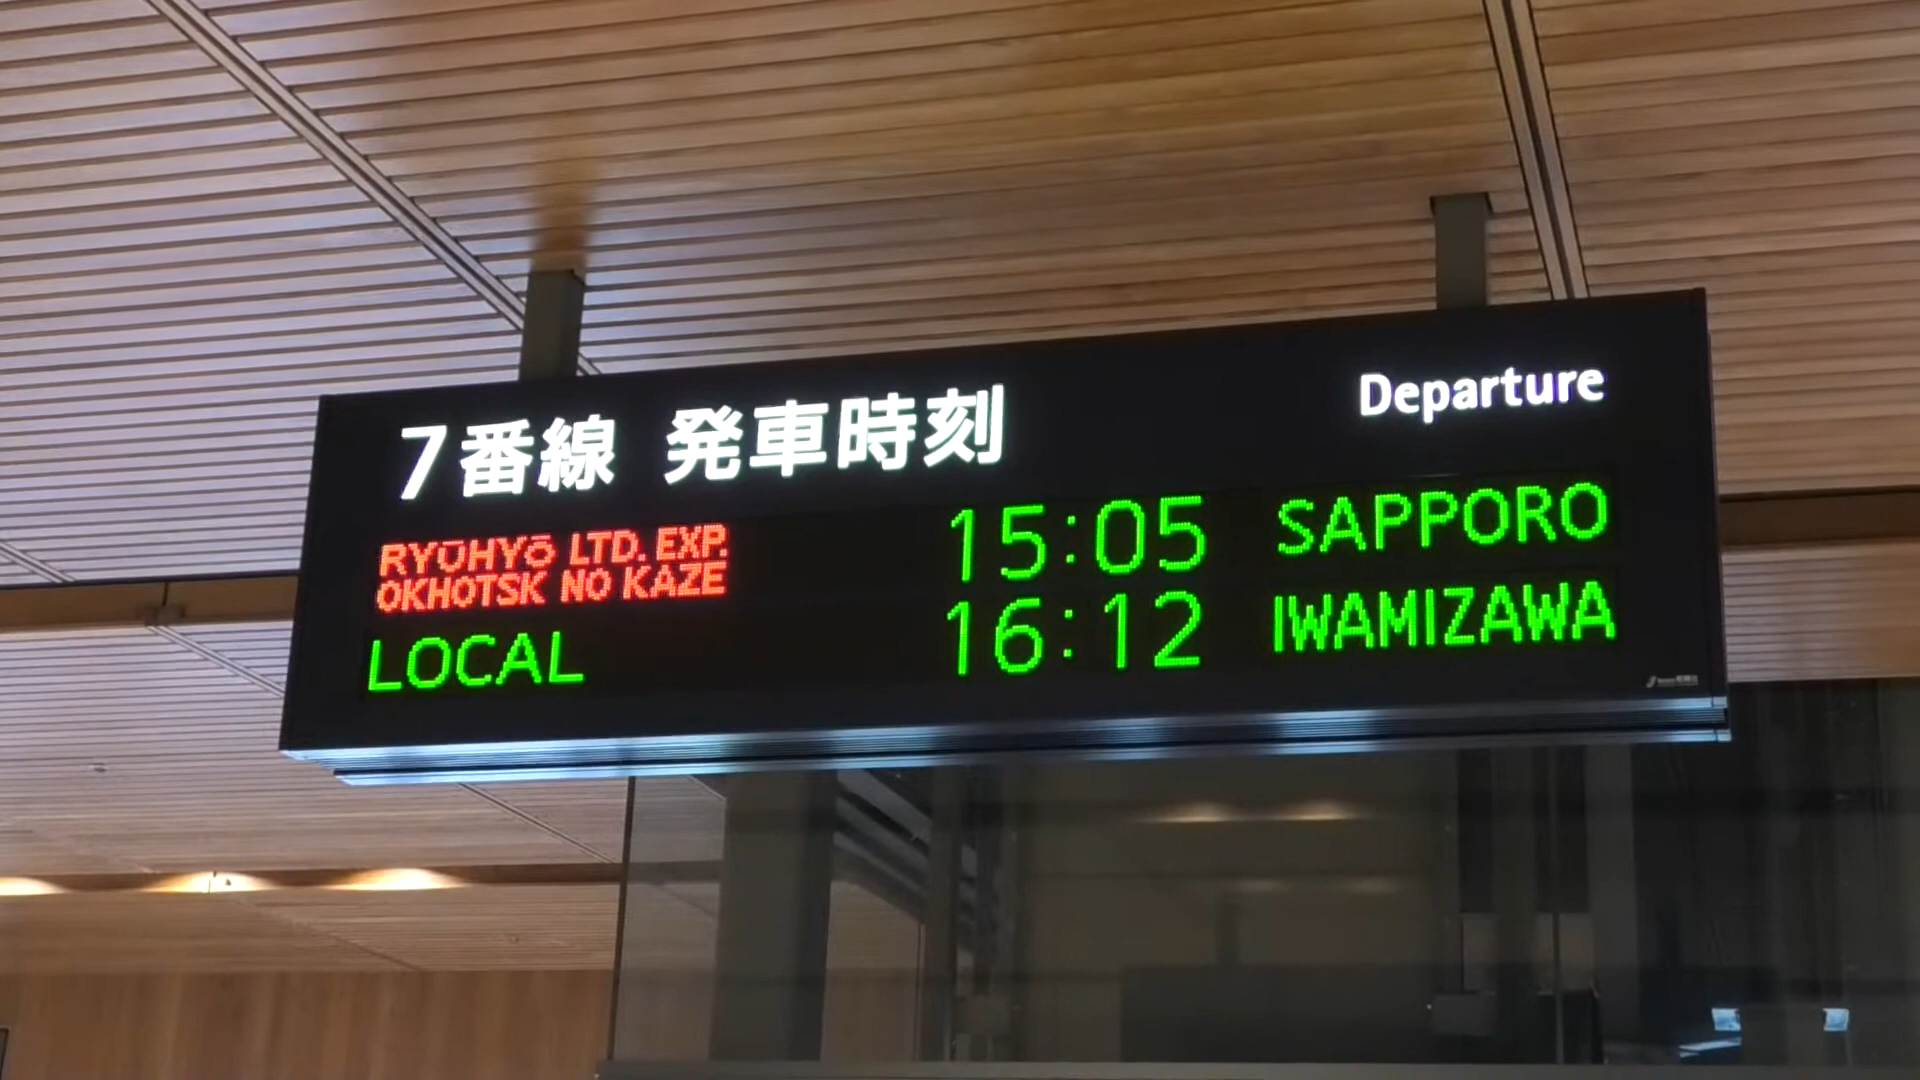 7番線 発車時刻 Departure
RYŪHYŌ LTD. EXP. OKHOTSK NO KAZE 15:05 SAPPORO
LOCAL 16:12 IWAMIZAWA